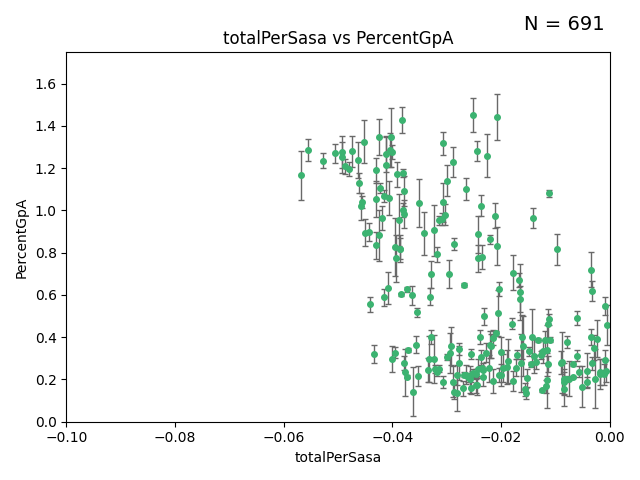 N = 691
totalPerSasa vs PercentGpA
PercentGpA
1.6
1.4
1.2
1.0
0.8
0.6
0.4
0.2
0.0
−0.10 −0.08 −0.06 −0.04 −0.02 0.00
totalPerSasa